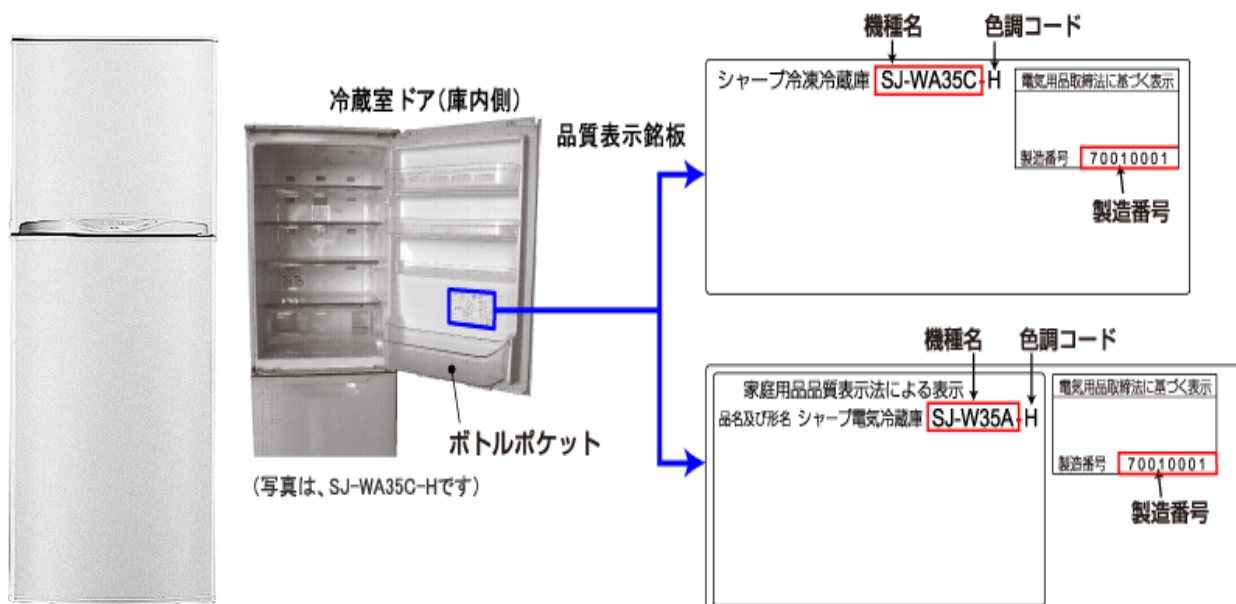 冷蔵室ドア(庫内側)
ボトルポケット
(写真は、SJ-WA35C-Hです)
品質表示銘板
機種名 色調コード
シャープ冷凍冷蔵庫 SJ-WA35C-H
電気用品取締法に基づく表示
製造番号 70010001
製造番号
機種名 色調コード
家庭用品品質表示法による表示
品名及び形名 シャープ電気冷蔵庫 SJ-W35A-H
電気用品取締法に基づく表示
製造番号 70010001
製造番号